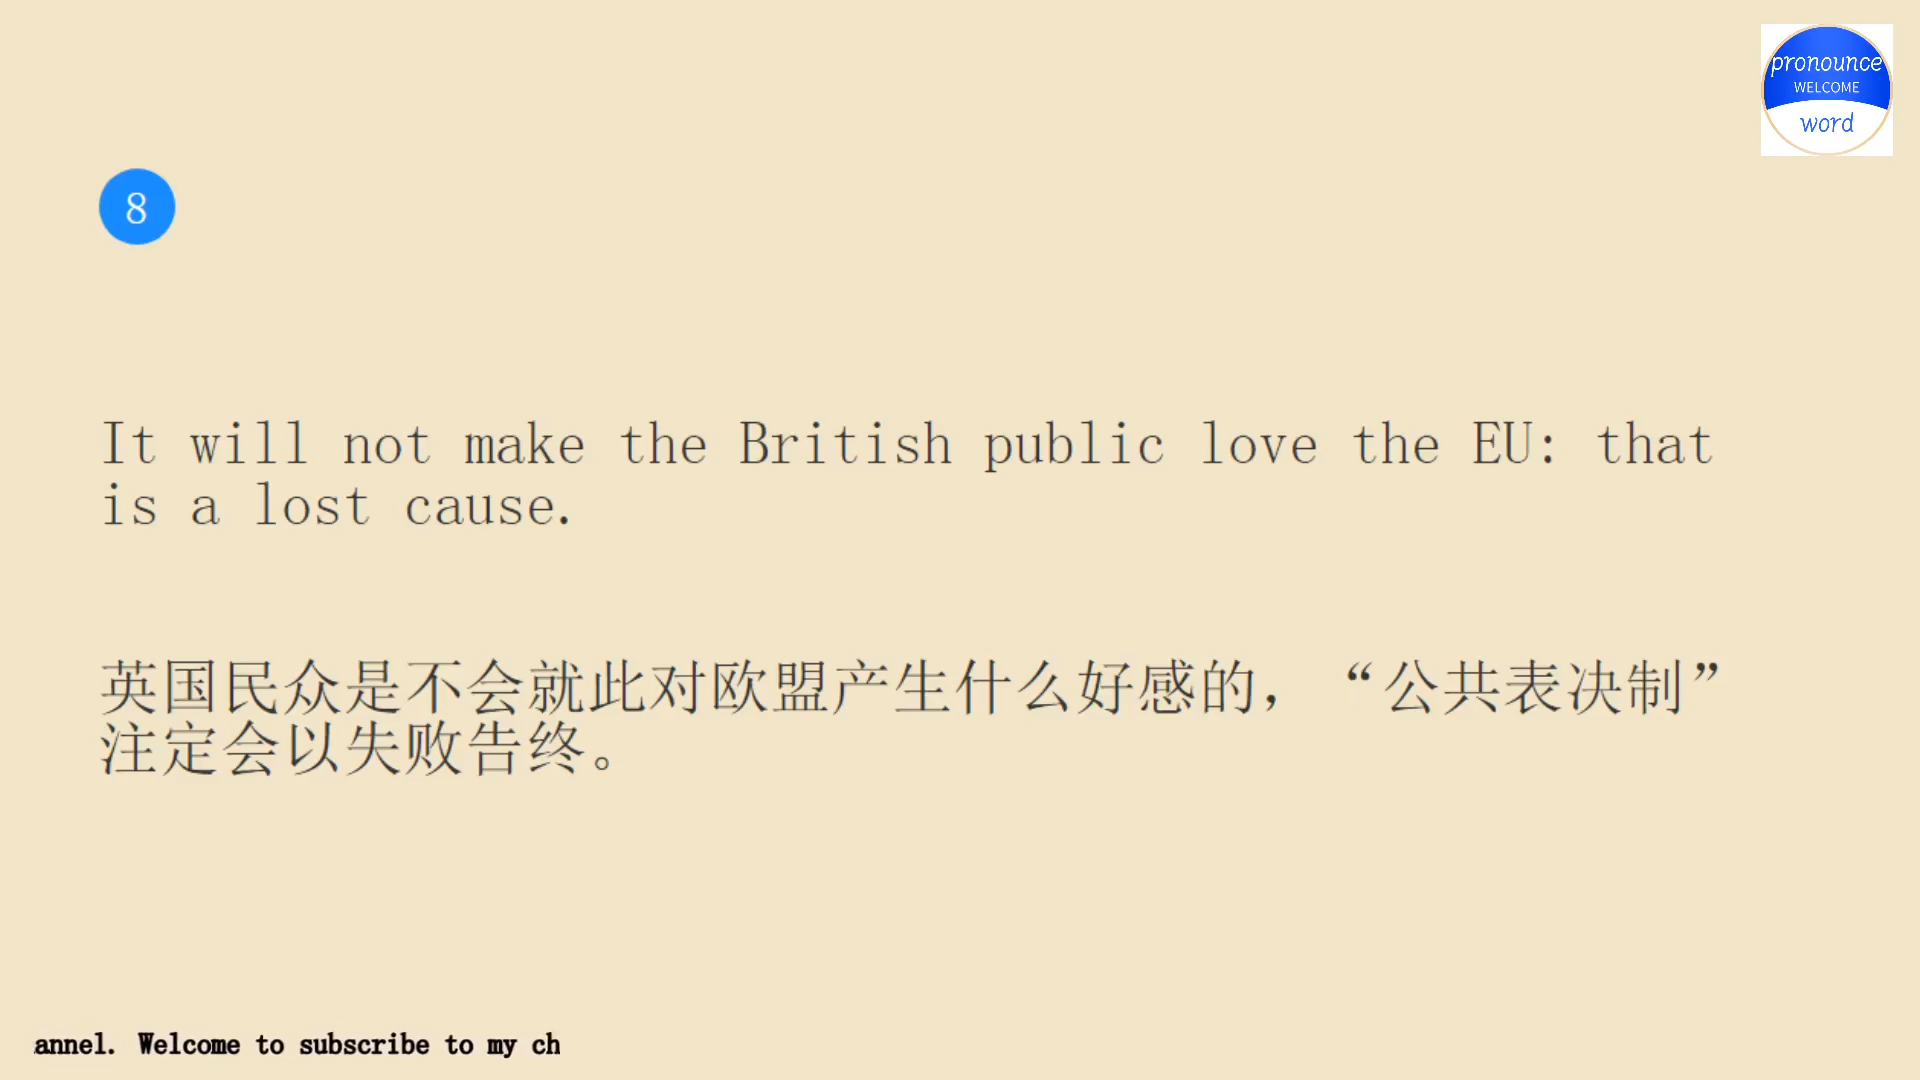 pronounce
WELCOME
word
8
It will not make the British public love the EU: that
is a lost cause.
英国民众是不会就此对欧盟产生什么好感的，“公共表决制”
注定会以失败告终。
annel. Welcome to subscribe to my ch